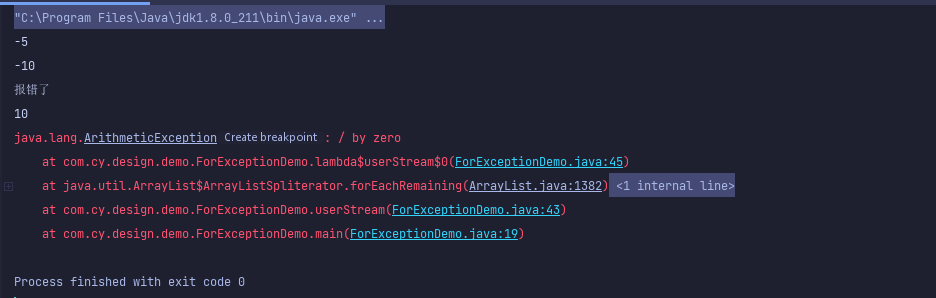 "C:\Program Files\Java\jdk1.8.0_211\bin\java.exe" ...
-5
-10
报错了
10
java.lang.ArithmeticException Create breakpoint : / by zero
    at com.cy.design.demo.ForExceptionDemo.lambda$userStream$0(ForExceptionDemo.java:45)
    at java.util.ArrayList$ArrayListSpliterator.forEachRemaining(ArrayList.java:1382) <1 internal line>
    at com.cy.design.demo.ForExceptionDemo.userStream(ForExceptionDemo.java:43)
    at com.cy.design.demo.ForExceptionDemo.main(ForExceptionDemo.java:19)
Process finished with exit code 0